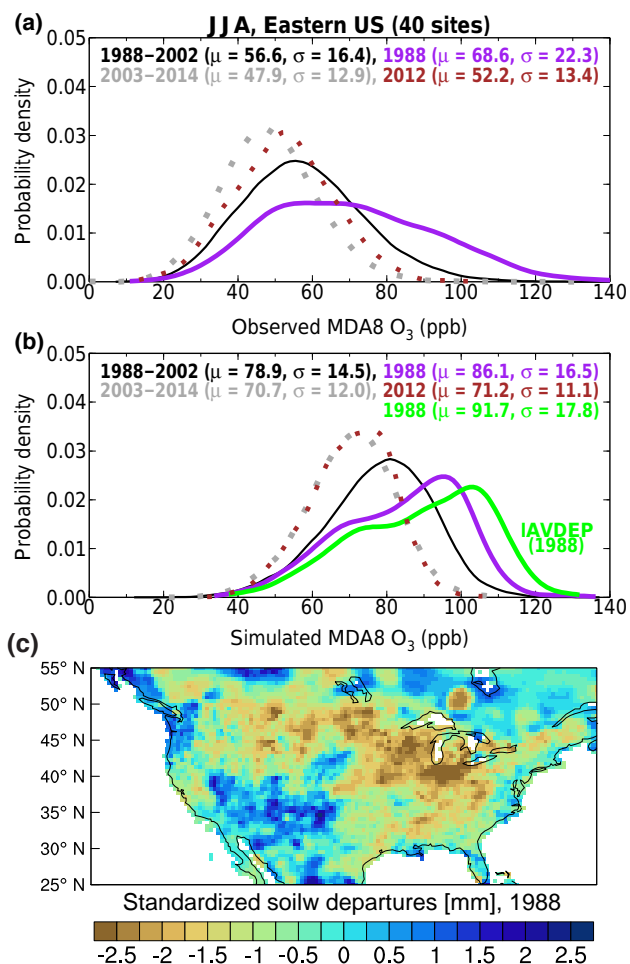 (a) JJA, Eastern US (40 sites)
0.05
1988−2002 (μ = 56.6, σ = 16.4), 1988 (μ = 68.6, σ = 22.3)
2003−2014 (μ = 47.9, σ = 12.9), 2012 (μ = 52.2, σ = 13.4)
0.04
0.03
0.02
0.01
0.00
Probability density
0 20 40 60 80 100 120 140
Observed MDA8 O₃ (ppb)
(b)
0.05
1988−2002 (μ = 78.9, σ = 14.5), 1988 (μ = 86.1, σ = 16.5)
2003−2014 (μ = 70.7, σ = 12.0), 2012 (μ = 71.2, σ = 11.1)
1988 (μ = 91.7, σ = 17.8)
0.04
0.03
0.02
0.01
0.00
Probability density
IAVDEP
(1988)
0 20 40 60 80 100 120 140
Simulated MDA8 O₃ (ppb)
(c)
55° N
50° N
45° N
40° N
35° N
30° N
25° N
Standardized soilw departures [mm], 1988
-2.5 -2 -1.5 -1 -0.5 0 0.5 1 1.5 2 2.5